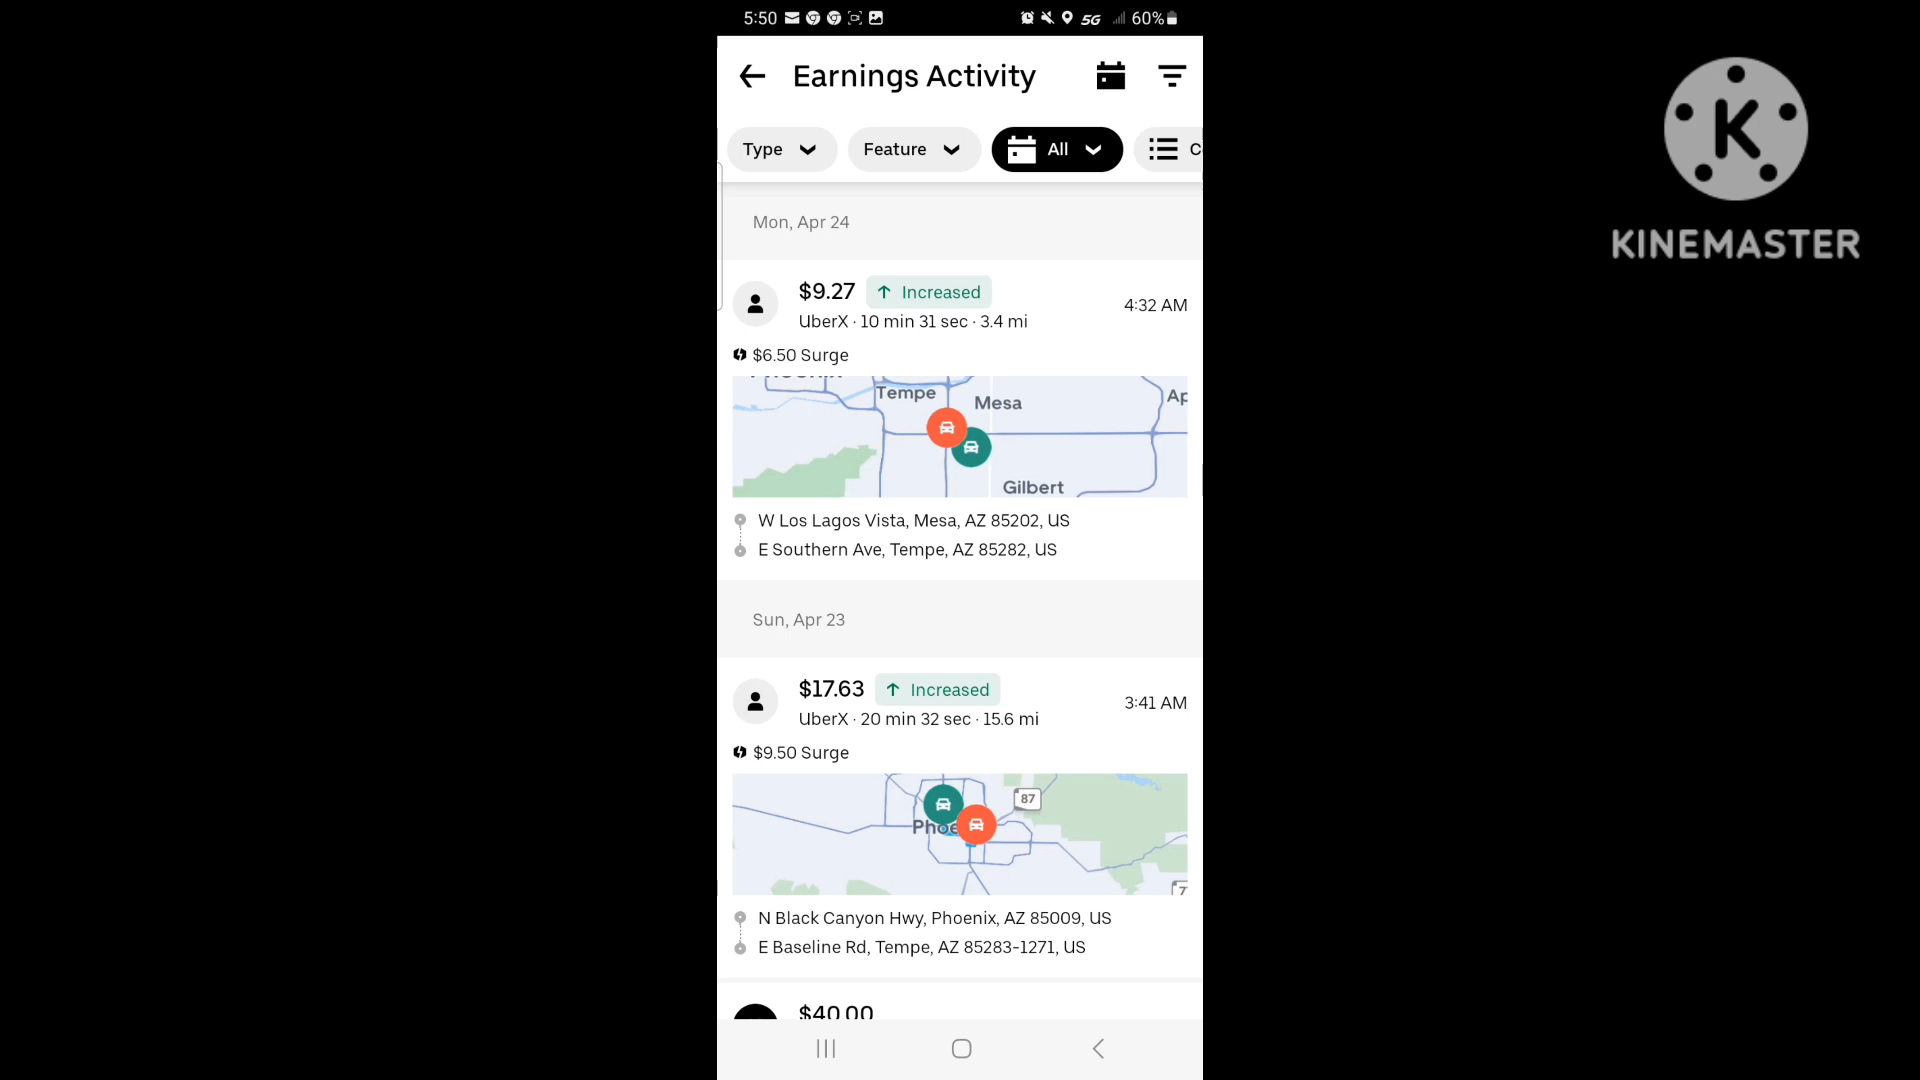 5:50 5G 60%
Earnings Activity
Type Feature All C
K
KINEMASTER
Mon, Apr 24
$9.27 ↑ Increased
4:32 AM
UberX · 10 min 31 sec · 3.4 mi
$6.50 Surge
Tempe
Mesa
Ap
Gilbert
W Los Lagos Vista, Mesa, AZ 85202, US
E Southern Ave, Tempe, AZ 85282, US
Sun, Apr 23
$17.63 ↑ Increased
3:41 AM
UberX · 20 min 32 sec · 15.6 mi
$9.50 Surge
87
Phoe
N Black Canyon Hwy, Phoenix, AZ 85009, US
E Baseline Rd, Tempe, AZ 85283-1271, US
$40.00